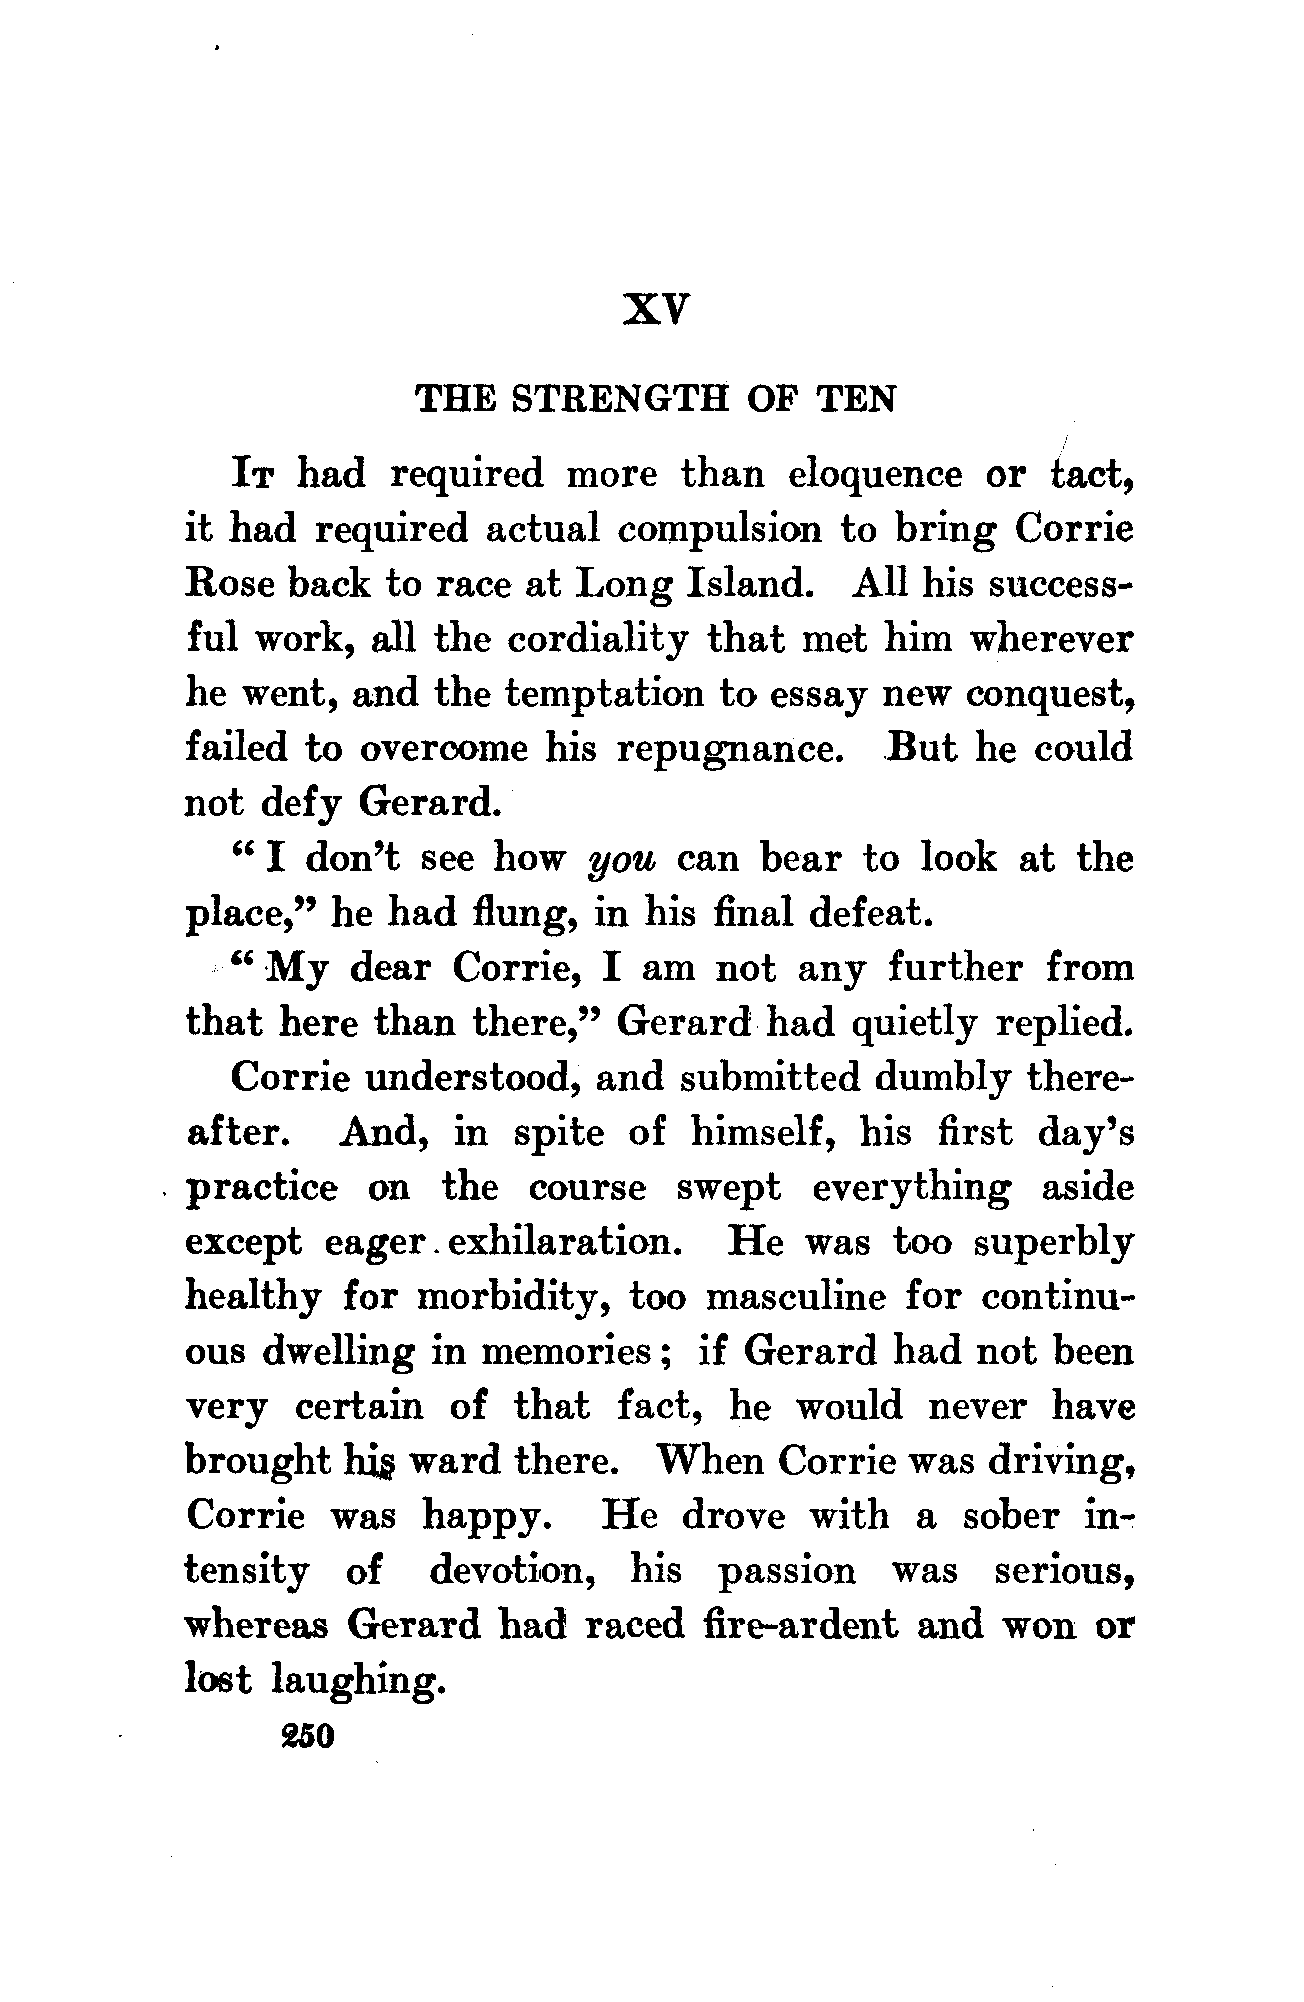 XV
THE STRENGTH OF TEN
IT had required more than eloquence or tact,
it had required actual compulsion to bring Corrie
Rose back to race at Long Island. All his success-
ful work, all the cordiality that met him wherever
he went, and the temptation to essay new conquest,
failed to overcome his repugnance. But he could
not defy Gerard.
“ I don’t see how you can bear to look at the
place,” he had flung, in his final defeat.
“ My dear Corrie, I am not any further from
that here than there,” Gerard had quietly replied.
Corrie understood, and submitted dumbly there-
after. And, in spite of himself, his first day’s
practice on the course swept everything aside
except eager exhilaration. He was too superbly
healthy for morbidity, too masculine for continu-
ous dwelling in memories ; if Gerard had not been
very certain of that fact, he would never have
brought his ward there. When Corrie was driving,
Corrie was happy. He drove with a sober in-
tensity of devotion, his passion was serious,
whereas Gerard had raced fire-ardent and won or
lost laughing.
250